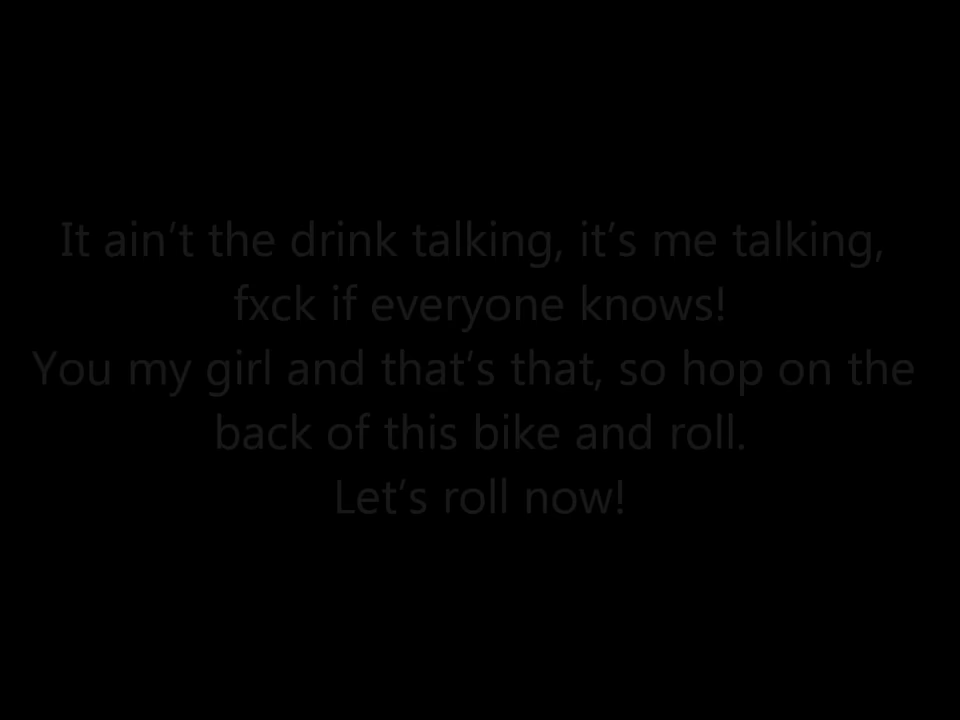 It ain't the drink talking, it's me talking,
fxck if everyone knows!
You my girl and that's that, so hop on the
back of this bike and roll.
Let's roll now!